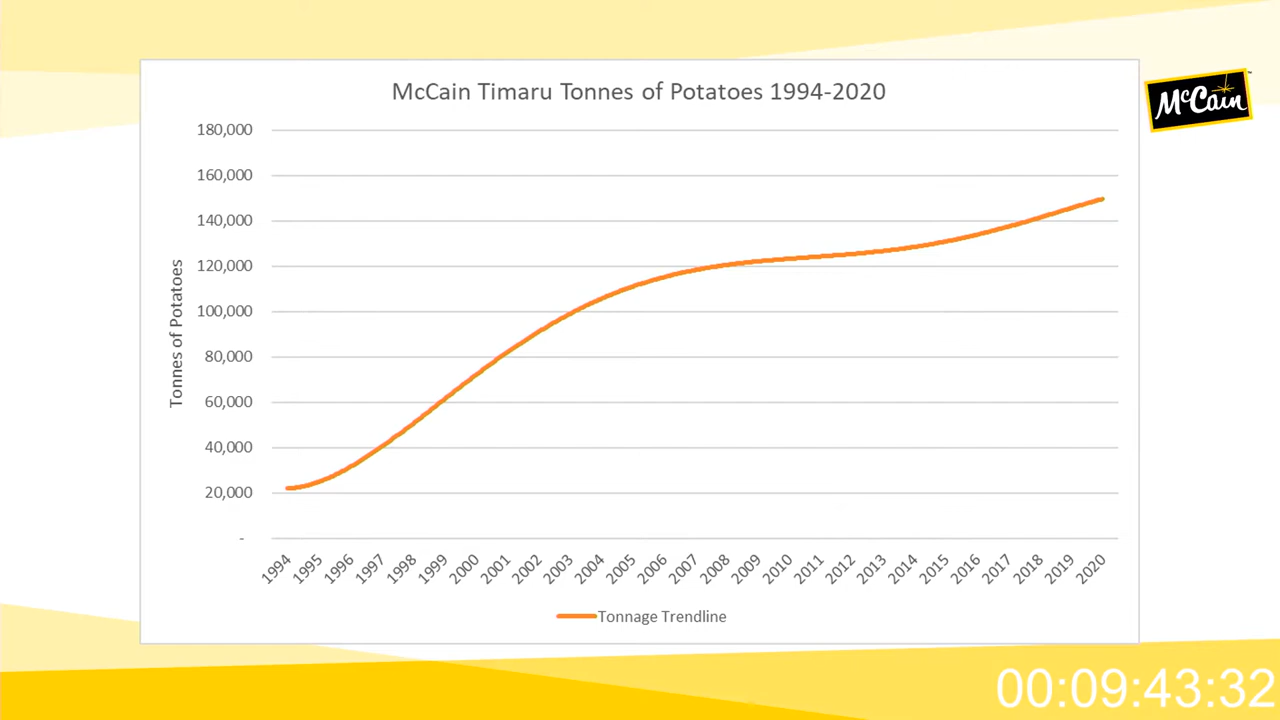 McCain Timaru Tonnes of Potatoes 1994-2020
McCain
™
180,000
160,000
140,000
120,000
100,000
80,000
60,000
40,000
20,000
-
Tonnes of Potatoes
1994 1995 1996 1997 1998 1999 2000 2001 2002 2003 2004 2005 2006 2007 2008 2009 2010 2011 2012 2013 2014 2015 2016 2017 2018 2019 2020
Tonnage Trendline
00:09:43:32